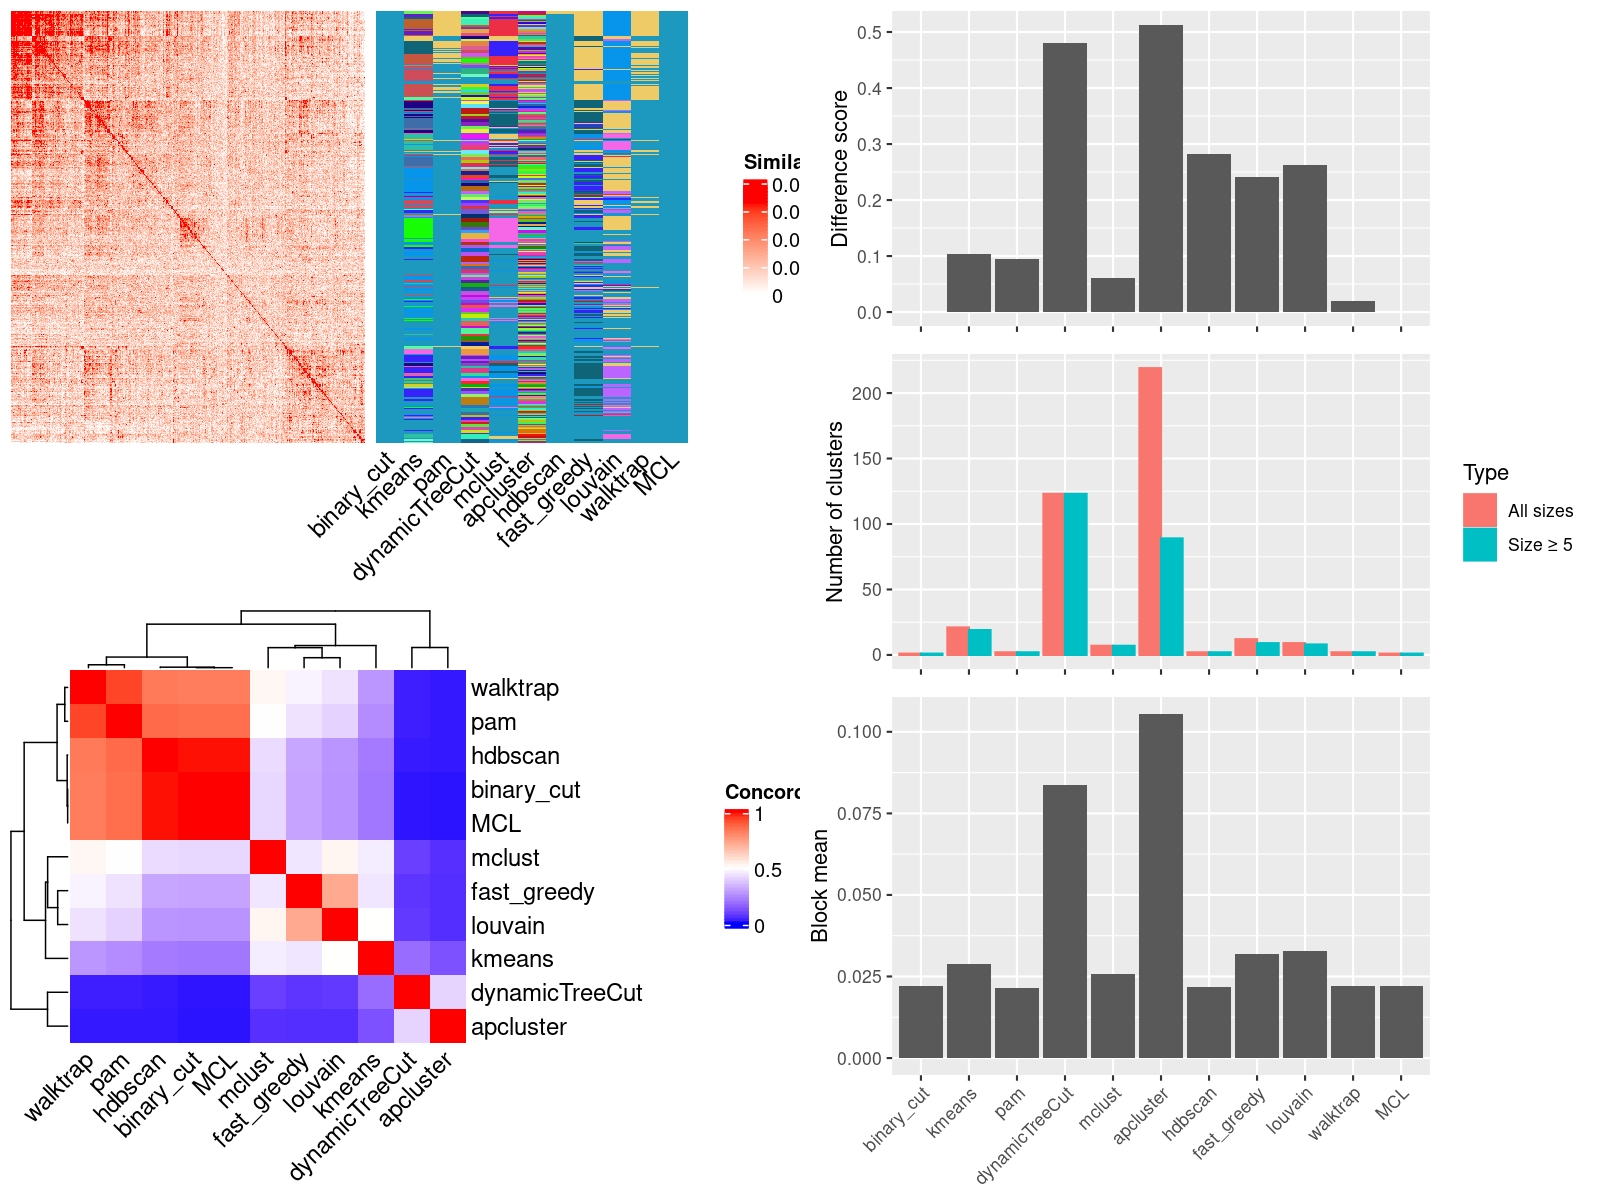 Simila
0.0
0.0
0.0
0.0
0
binary_cut
kmeans
pam
dynamicTreeCut
mclust
apcluster
hdbscan
fast_greedy
louvain
walktrap
MCL
walktrap
pam
hdbscan
binary_cut
MCL
mclust
fast_greedy
louvain
kmeans
dynamicTreeCut
apcluster
walktrap
pam
hdbscan
binary_cut
MCL
mclust
fast_greedy
louvain
kmeans
dynamicTreeCut
apcluster
Concord
1
0.5
0
Difference score
0.5
0.4
0.3
0.2
0.1
0.0
Number of clusters
200
150
100
50
0
Type
All sizes
Size ≥ 5
Block mean
0.100
0.075
0.050
0.025
0.000
binary_cut
kmeans
pam
dynamicTreeCut
mclust
apcluster
hdbscan
fast_greedy
louvain
walktrap
MCL